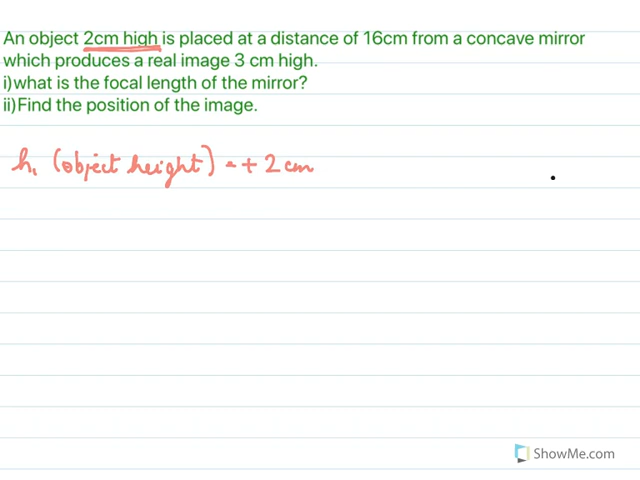 An object 2cm high is placed at a distance of 16cm from a concave mirror
which produces a real image 3 cm high.
i)what is the focal length of the mirror?
ii)Find the position of the image.
h₁ (object height) = + 2 cm
ShowMe.com